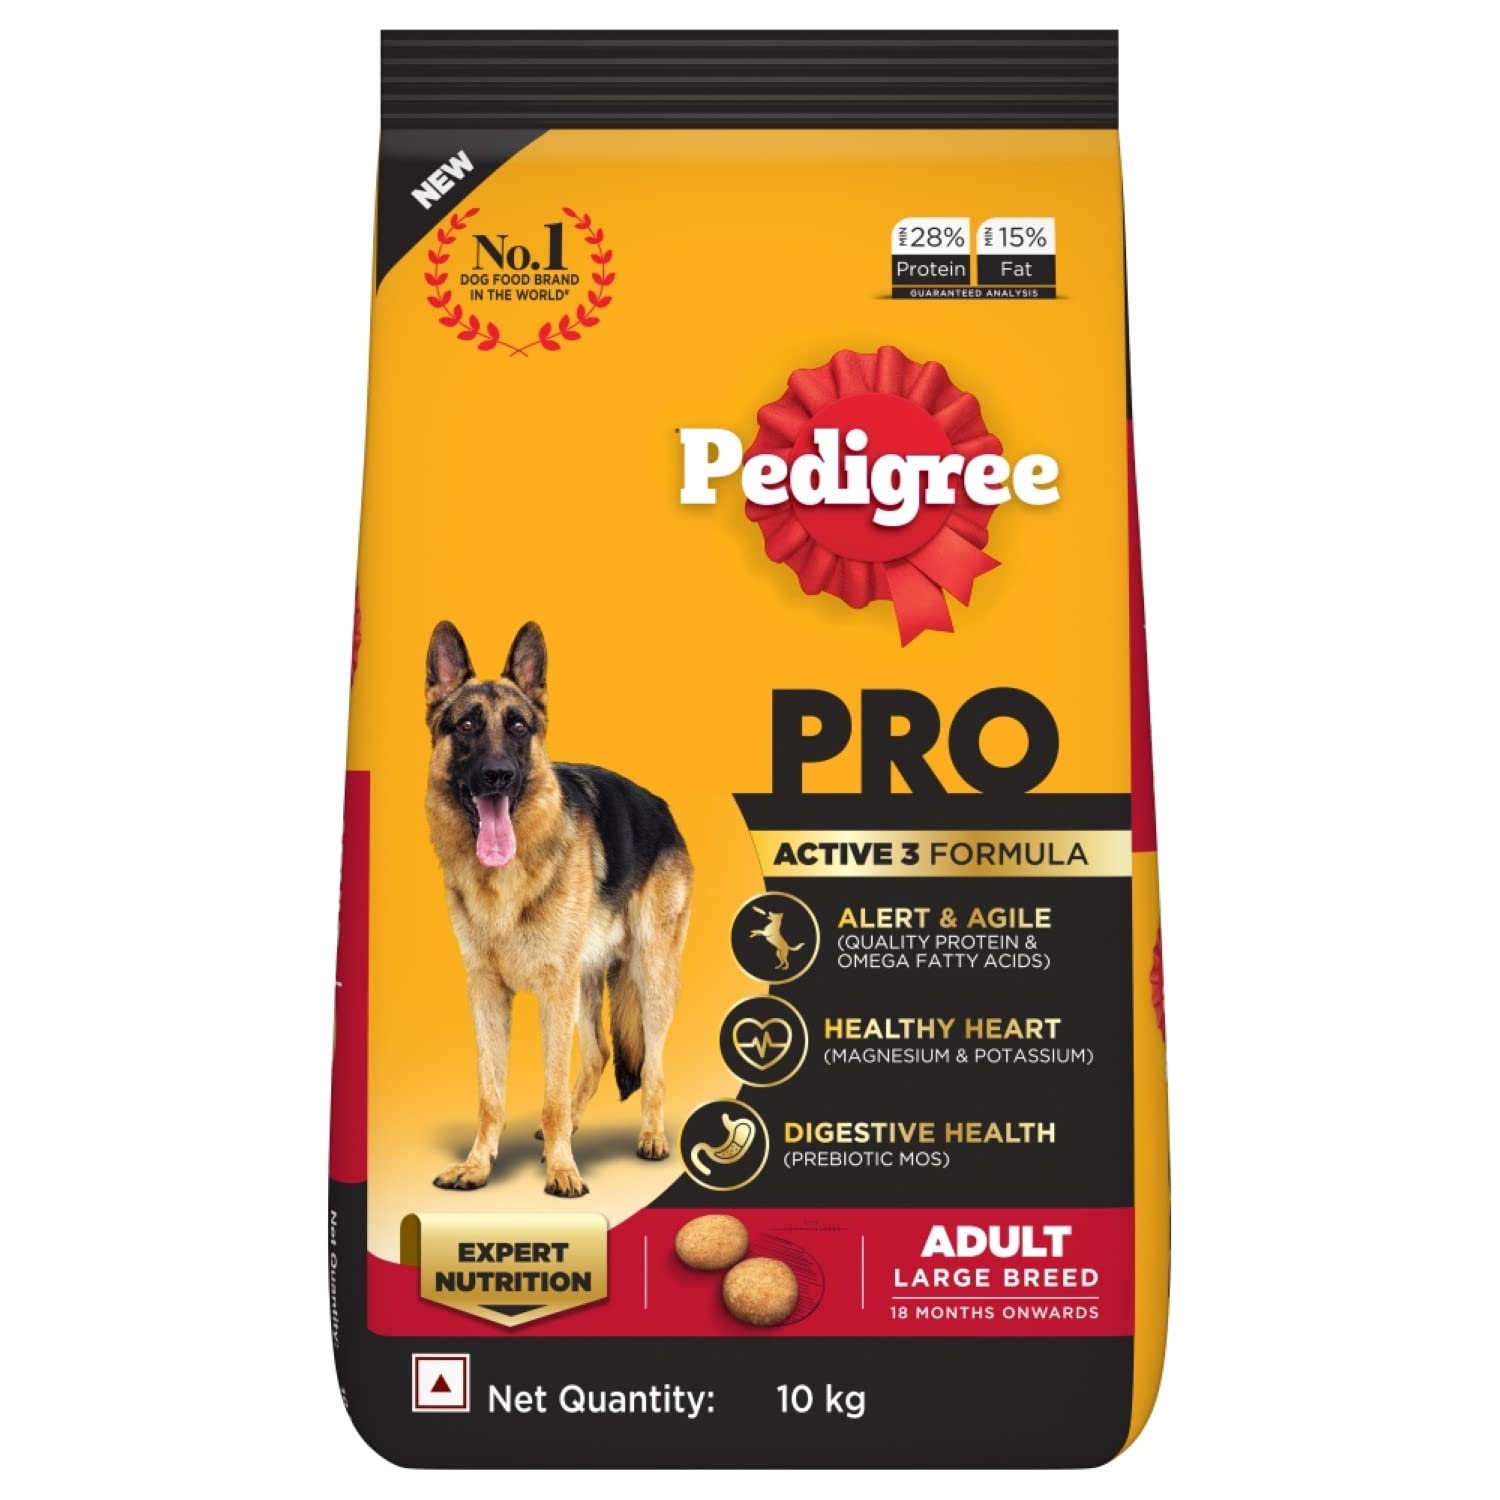 NEW
No.1
DOG FOOD BRAND
IN THE WORLD#
MIN 28%
Protein
MIN 15%
Fat
GUARANTEED ANALYSIS
Pedigree
PRO
ACTIVE 3 FORMULA
ALERT & AGILE
(QUALITY PROTEIN &
OMEGA FATTY ACIDS)
HEALTHY HEART
(MAGNESIUM & POTASSIUM)
DIGESTIVE HEALTH
(PREBIOTIC MOS)
EXPERT
NUTRITION
ADULT
LARGE BREED
18 MONTHS ONWARDS
Net Quantity: 10 kg
Net Quantity: